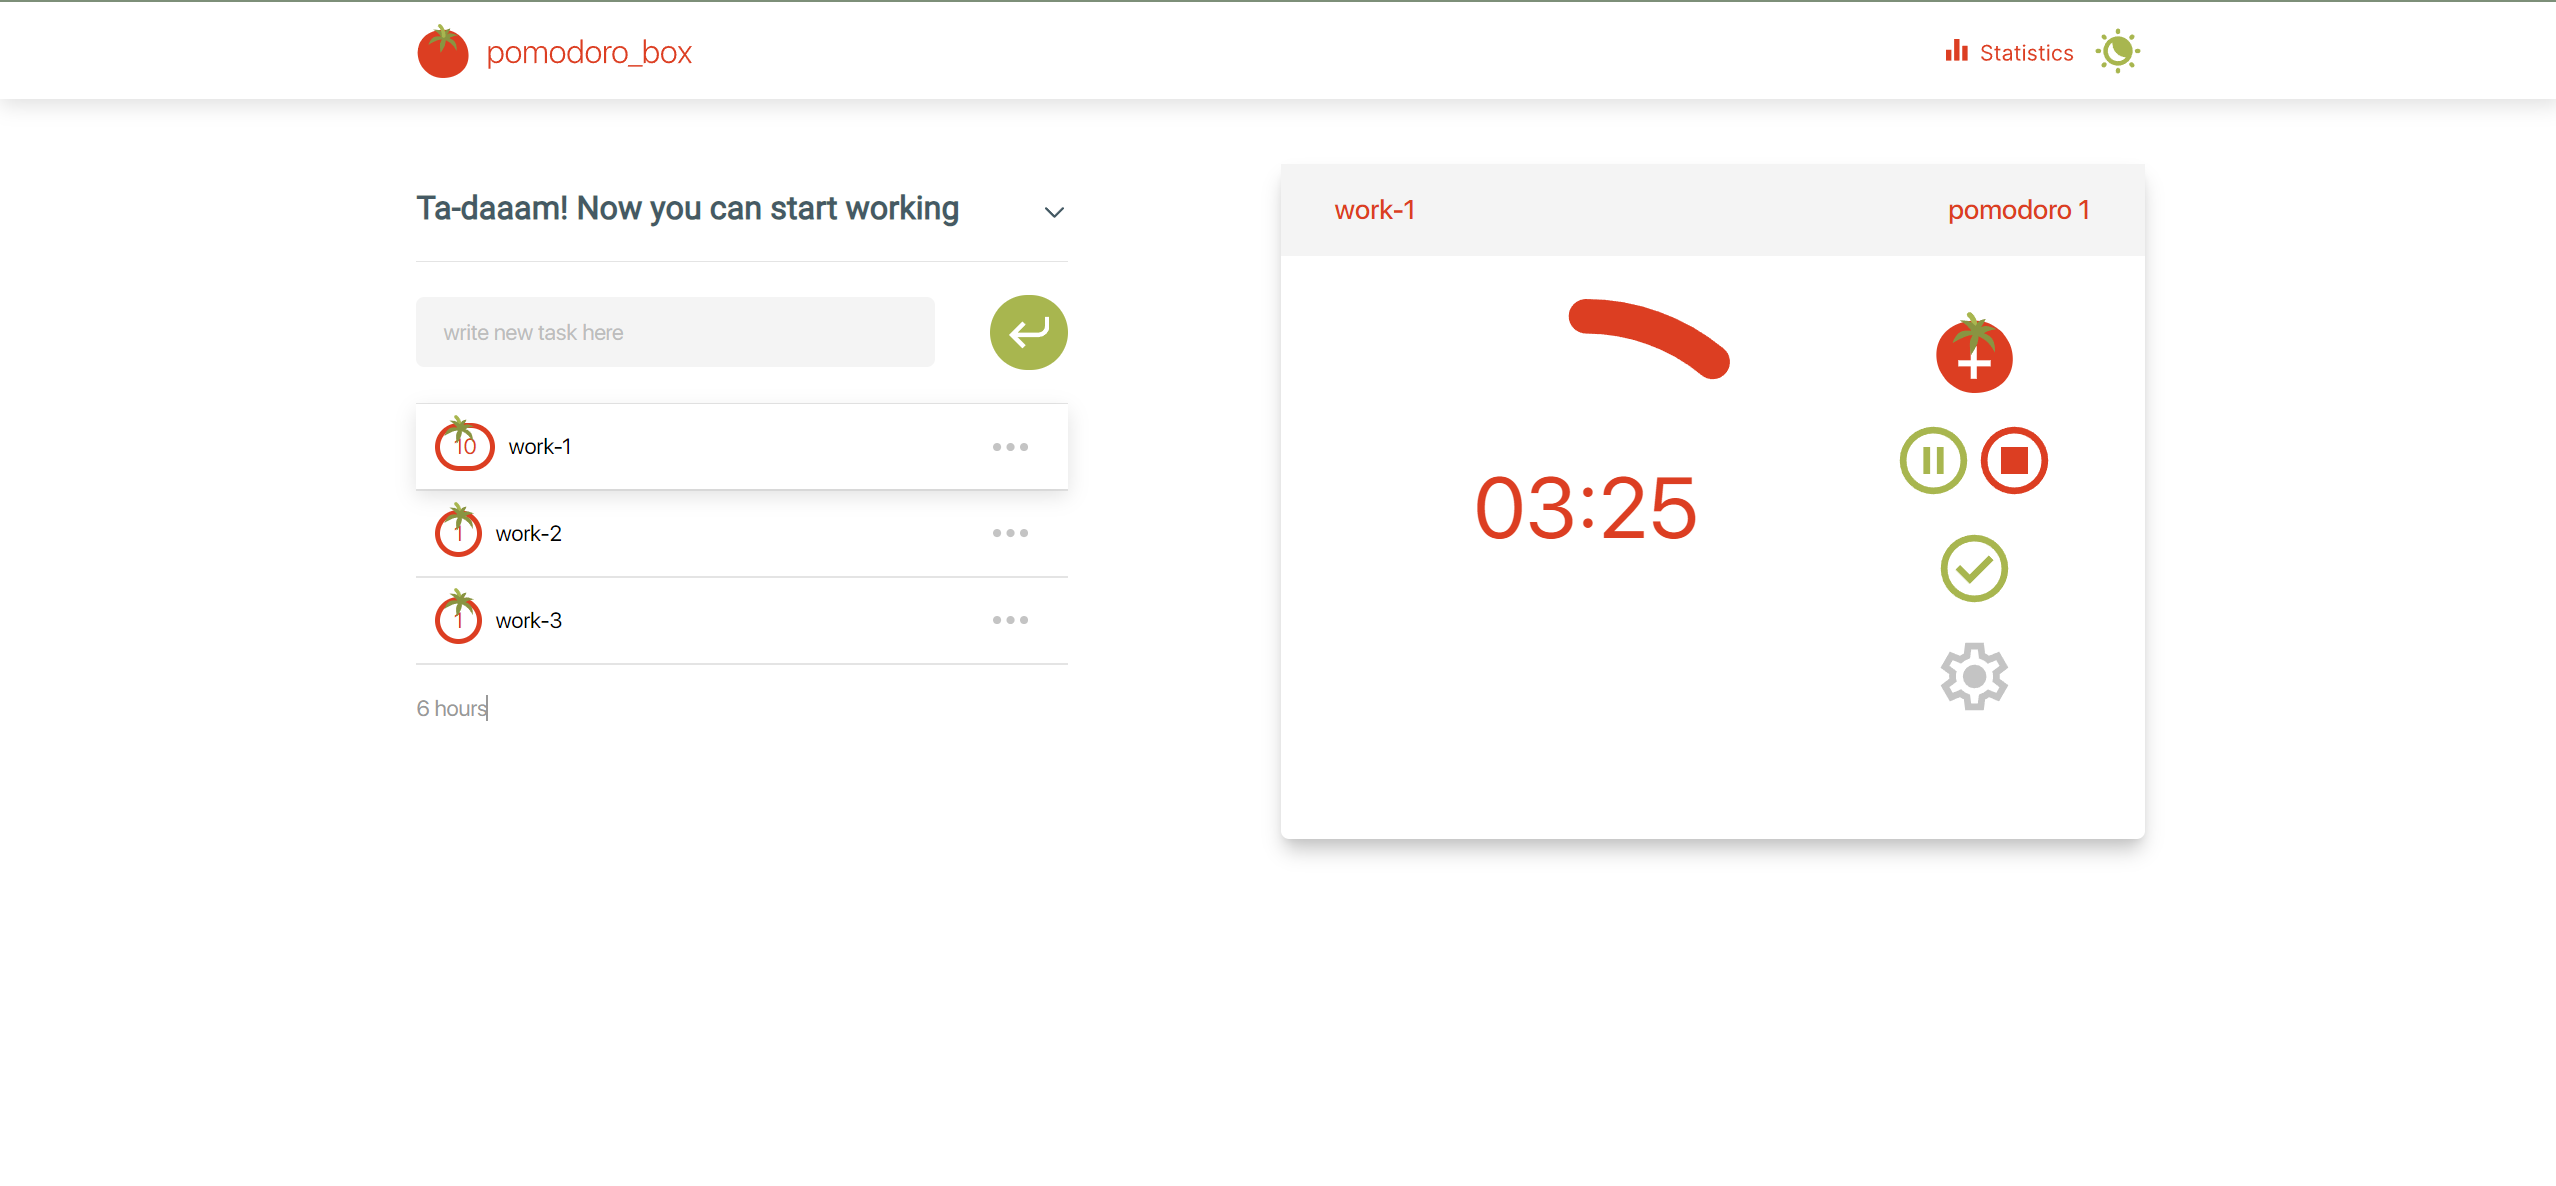 pomodoro_box
Statistics
Ta-daaam! Now you can start working
write new task here
10 work-1
1 work-2
1 work-3
6 hours
work-1 pomodoro 1
03:25